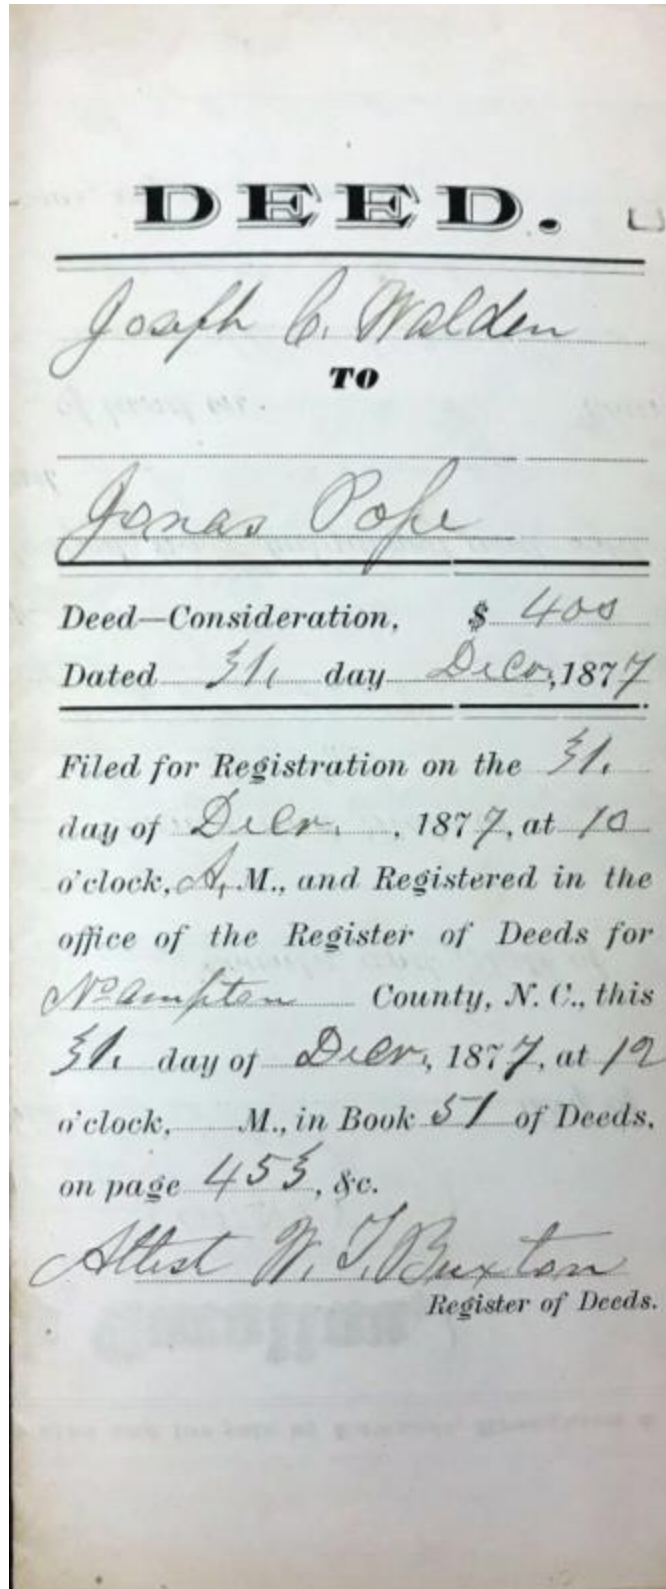 DEED.
Joseph C. Walden
TO
Jonas Pope
Deed—Consideration, $ 400
Dated 31, day Decr, 1877
Filed for Registration on the 31,
day of Decr. , 1877, at 10
o'clock, A, M., and Registered in the
office of the Register of Deeds for
No ampton County, N. C., this
31. day of Decr, 1877, at 12
o'clock, M., in Book 51 of Deeds,
on page 453, &c.
Attest W. T. Buxton
Register of Deeds.